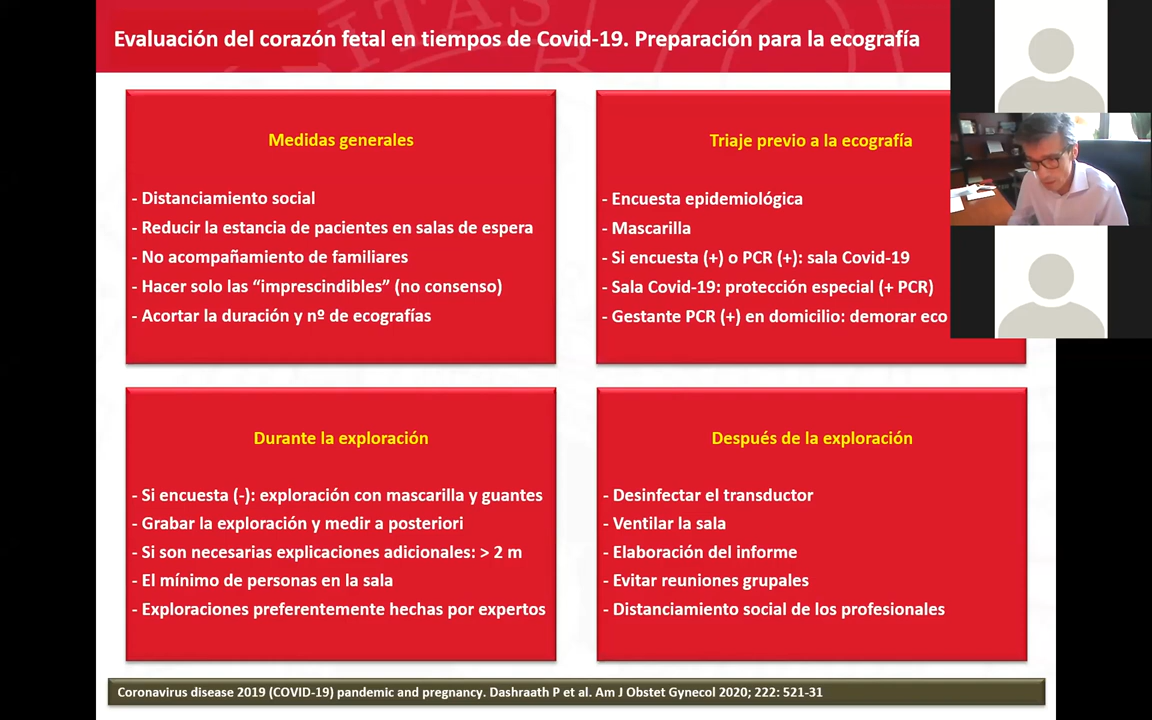 Evaluación del corazón fetal en tiempos de Covid-19. Preparación para la ecografía
Medidas generales
- Distanciamiento social
- Reducir la estancia de pacientes en salas de espera
- No acompañamiento de familiares
- Hacer solo las “imprescindibles” (no consenso)
- Acortar la duración y nº de ecografías
Triaje previo a la ecografía
- Encuesta epidemiológica
- Mascarilla
- Si encuesta (+) o PCR (+): sala Covid-19
- Sala Covid-19: protección especial (+ PCR)
- Gestante PCR (+) en domicilio: demorar eco
Durante la exploración
- Si encuesta (-): exploración con mascarilla y guantes
- Grabar la exploración y medir a posteriori
- Si son necesarias explicaciones adicionales: > 2 m
- El mínimo de personas en la sala
- Exploraciones preferentemente hechas por expertos
Después de la exploración
- Desinfectar el transductor
- Ventilar la sala
- Elaboración del informe
- Evitar reuniones grupales
- Distanciamiento social de los profesionales
Coronavirus disease 2019 (COVID-19) pandemic and pregnancy. Dashraath P et al. Am J Obstet Gynecol 2020; 222: 521-31